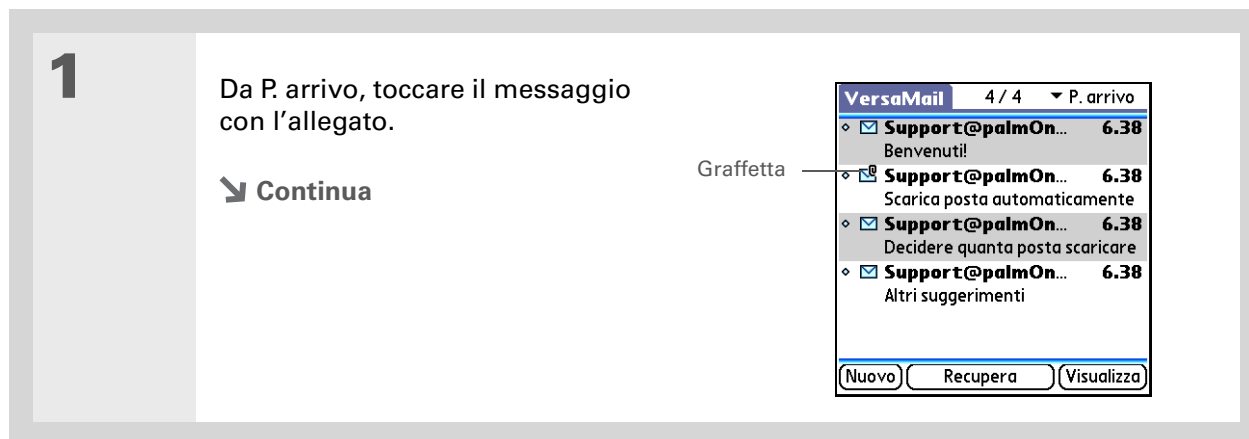 1
Da P. arrivo, toccare il messaggio
con l'allegato.
Continua
Graffetta
VersaMail 4 / 4 P. arrivo
Support@palmOn... 6.38
Benvenuti!
Support@palmOn... 6.38
Scarica posta automaticamente
Support@palmOn... 6.38
Decidere quanta posta scaricare
Support@palmOn... 6.38
Altri suggerimenti
Nuovo Recupera Visualizza